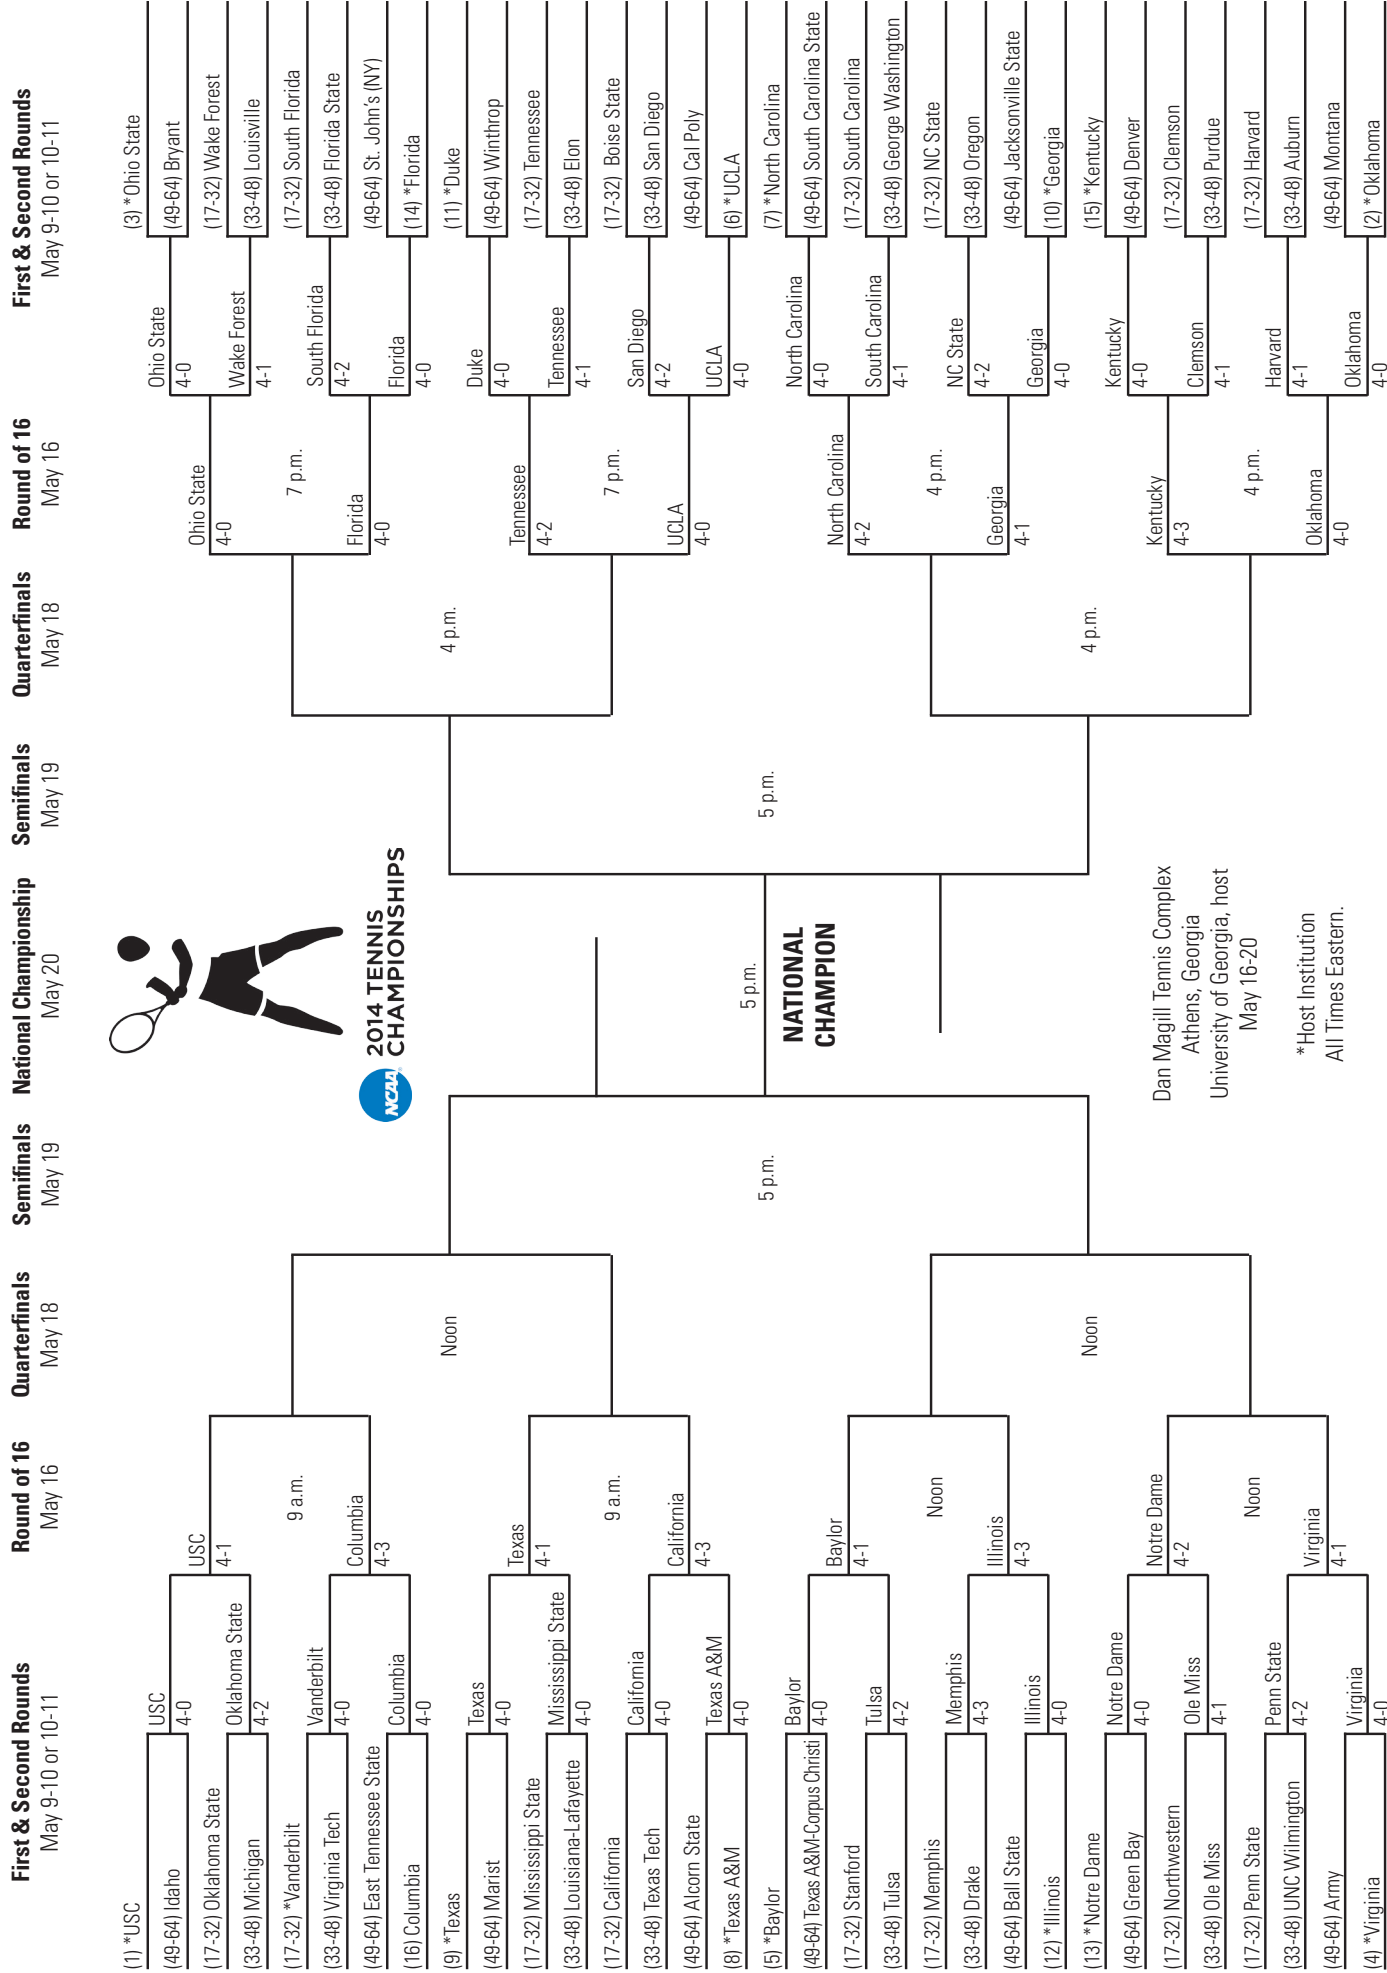 First & Second Rounds
May 9-10 or 10-11
Round of 16
May 16
Quarterfinals
May 18
Semifinals
May 19
National Championship
May 20
Semifinals
May 19
Quarterfinals
May 18
Round of 16
May 16
First & Second Rounds
May 9-10 or 10-11
(1) *USC
(49-64) Idaho
(17-32) Oklahoma State
(33-48) Michigan
(17-32) *Vanderbilt
(33-48) Virginia Tech
(49-64) East Tennessee State
(16) Columbia
(9) *Texas
(49-64) Marist
(17-32) Mississippi State
(33-48) Louisiana-Lafayette
(17-32) California
(33-48) Texas Tech
(49-64) Alcorn State
(8) *Texas A&M
(5) *Baylor
(49-64) Texas A&M-Corpus Christi
(17-32) Stanford
(33-48) Tulsa
(17-32) Memphis
(33-48) Drake
(49-64) Ball State
(12) *Illinois
(13) *Notre Dame
(49-64) Green Bay
(17-32) Northwestern
(33-48) Ole Miss
(17-32) Penn State
(33-48) UNC Wilmington
(49-64) Army
(4) *Virginia
USC
4-0
Oklahoma State
4-2
Vanderbilt
4-0
Columbia
4-0
Texas
4-0
Mississippi State
4-0
California
4-0
Texas A&M
4-0
Baylor
4-0
Tulsa
4-2
Memphis
4-3
Illinois
4-0
Notre Dame
4-0
Ole Miss
4-1
Penn State
4-2
Virginia
4-0
USC
4-1
9 a.m.
Columbia
4-3
Texas
4-1
9 a.m.
California
4-3
Baylor
4-1
Noon
Illinois
4-3
Notre Dame
4-2
Noon
Virginia
4-1
Noon
Noon
5 p.m.
NCAA
2014 TENNIS
CHAMPIONSHIPS
5 p.m.
NATIONAL
CHAMPION
Dan Magill Tennis Complex
Athens, Georgia
University of Georgia, host
May 16-20
*Host Institution
All Times Eastern.
5 p.m.
4 p.m.
4 p.m.
Ohio State
4-0
7 p.m.
Florida
4-0
Tennessee
4-2
7 p.m.
UCLA
4-0
North Carolina
4-2
4 p.m.
Georgia
4-1
Kentucky
4-3
4 p.m.
Oklahoma
4-0
Ohio State
4-0
Wake Forest
4-1
South Florida
4-2
Florida
4-0
Duke
4-0
Tennessee
4-1
San Diego
4-2
UCLA
4-0
North Carolina
4-0
South Carolina
4-1
NC State
4-2
Georgia
4-0
Kentucky
4-0
Clemson
4-1
Harvard
4-1
Oklahoma
4-0
(3) *Ohio State
(49-64) Bryant
(17-32) Wake Forest
(33-48) Louisville
(17-32) South Florida
(33-48) Florida State
(49-64) St. John's (NY)
(14) *Florida
(11) *Duke
(49-64) Winthrop
(17-32) Tennessee
(33-48) Elon
(17-32) Boise State
(33-48) San Diego
(49-64) Cal Poly
(6) *UCLA
(7) *North Carolina
(49-64) South Carolina State
(17-32) South Carolina
(33-48) George Washington
(17-32) NC State
(33-48) Oregon
(49-64) Jacksonville State
(10) *Georgia
(15) *Kentucky
(49-64) Denver
(17-32) Clemson
(33-48) Purdue
(17-32) Harvard
(33-48) Auburn
(49-64) Montana
(2) *Oklahoma